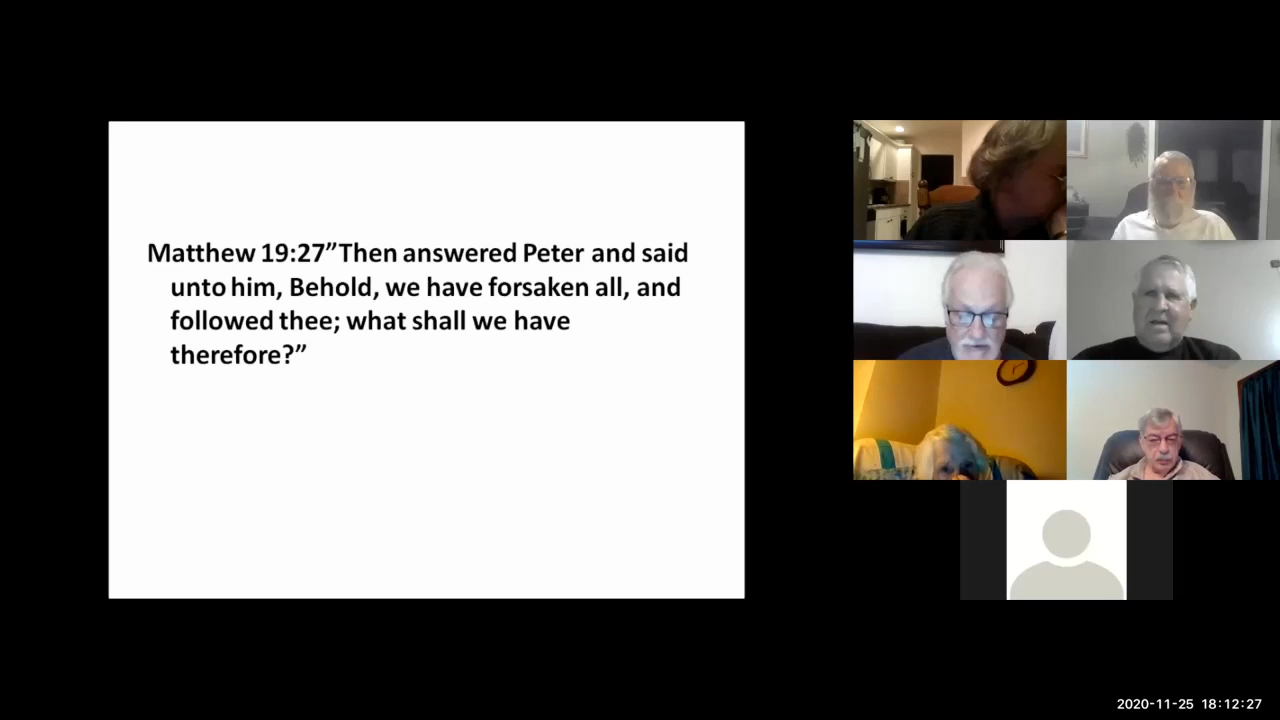 Matthew 19:27”Then answered Peter and said
unto him, Behold, we have forsaken all, and
followed thee; what shall we have
therefore?”
2020-11-25 18:12:27